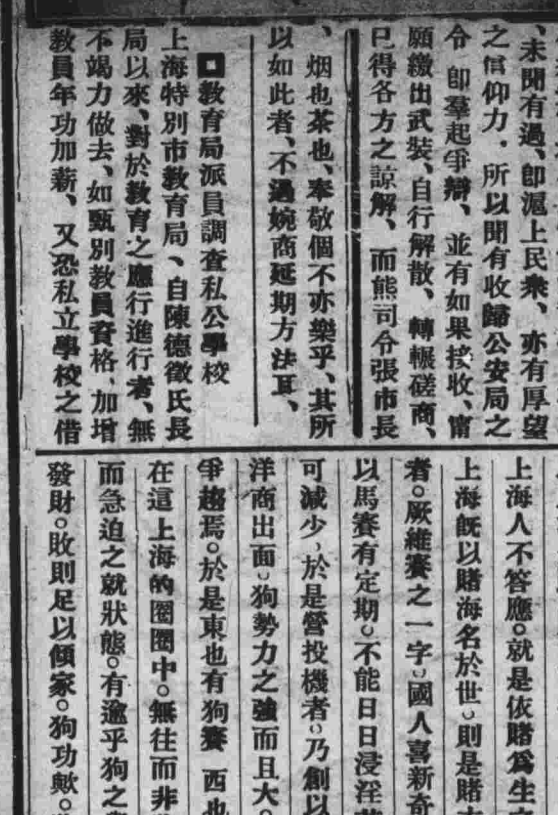 、未聞有過、卽滬上民衆、亦有厚望
之信仰力、所以聞有收歸公安局之
令、卽羣起爭辯、並有如果接收、甯
願繳出武裝、自行解散、轉輾磋商、
已得各方之諒解、而熊司令張市長
、烟也茶也、奉敬個不亦樂乎、其所
以如此者、不過婉商延期方法耳、
□教育局派員調查私公學校
上海特別市教育局、自陳德徵氏長
局以來、對於教育之應行進行者、無
不竭力做去、如甄別教員資格、加增
教員年功加薪、又恐私立學校之借
上海人不答應。就是依賭爲生
上海旣以賭海名於世。則是賭
者。厥維賽之一字。國人喜新奇
以馬賽有定期。不能日日浸淫
可減少、於是營投機者。乃創以
洋商出面。狗勢力之強而且大。
爭趨焉。於是東也有狗賽 西也
在這上海的圈圈中。無往而非
而急迫之就狀態。有逾乎狗之
發財。敗則足以傾家。狗功歟。